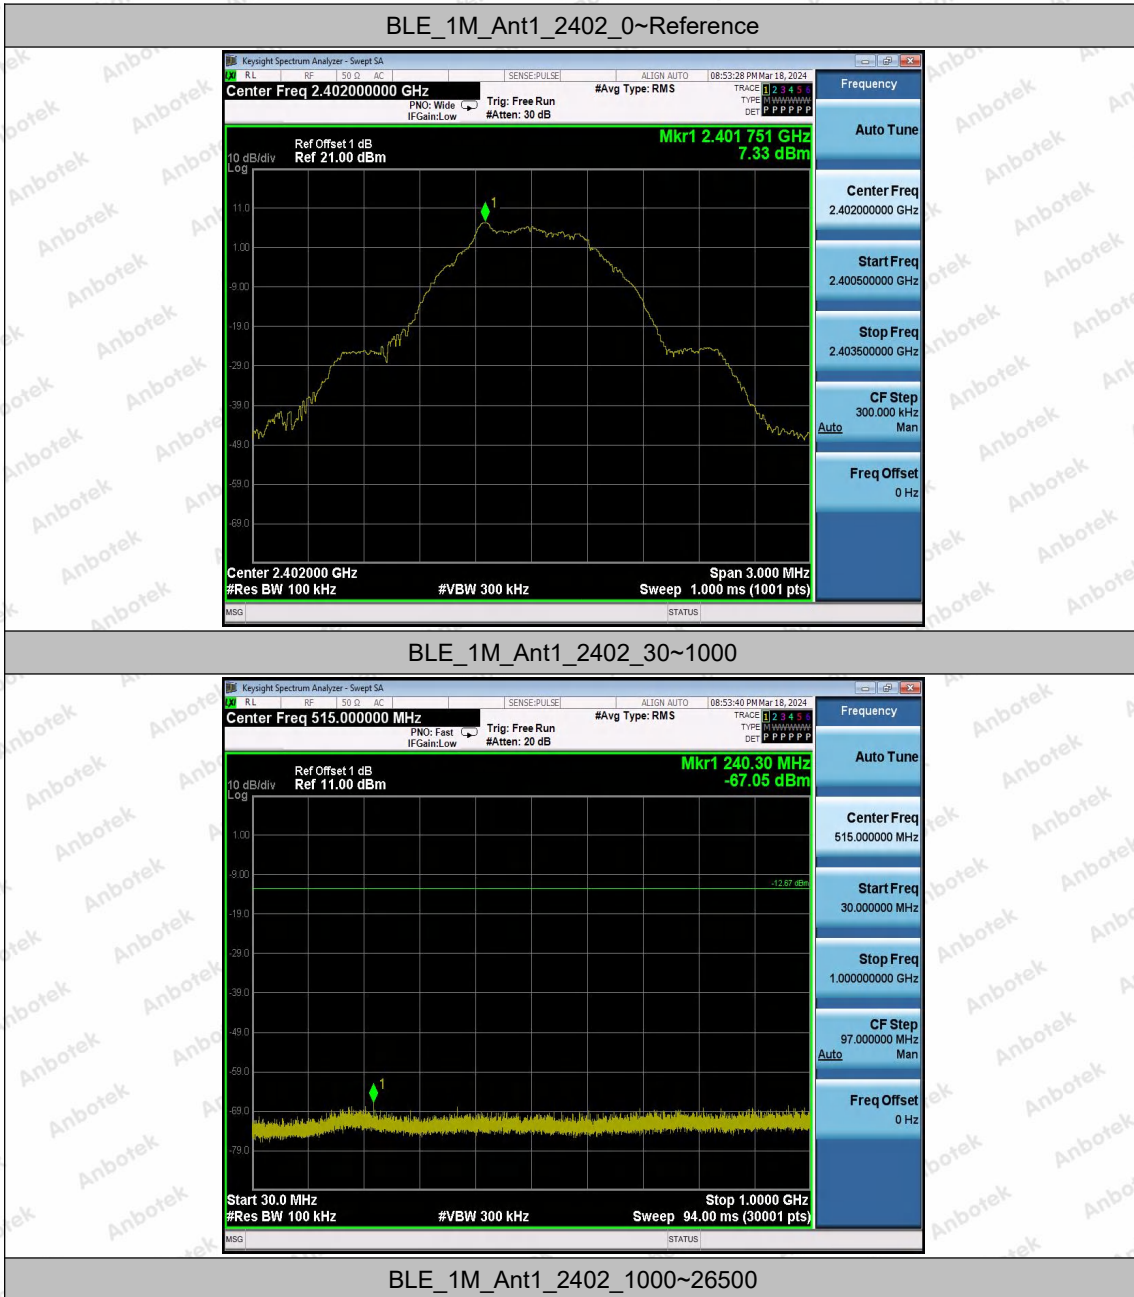 BLE_1M_Ant1_2402_0~Reference
Keysight Spectrum Analyzer - Swept SA
RL RF 50 Ω AC SENSE:PULSE ALIGN AUTO 08:53:28 PM Mar 18, 2024
Center Freq 2.402000000 GHz
#Avg Type: RMS
TRACE 1 2 3 4 5 6
PNO: Wide Trig: Free Run
TYPE M WWWWW
IFGain:Low #Atten: 30 dB
DET P P P P P P
Mkr1 2.401 751 GHz
7.33 dBm
Ref Offset 1 dB
10 dB/div Ref 21.00 dBm
Log
1
11.0
1.00
-9.00
-19.0
-29.0
-39.0
-49.0
-59.0
-69.0
Center 2.402000 GHz Span 3.000 MHz
#Res BW 100 kHz #VBW 300 kHz Sweep 1.000 ms (1001 pts)
MSG STATUS
Frequency
Auto Tune
Center Freq
2.402000000 GHz
Start Freq
2.400500000 GHz
Stop Freq
2.403500000 GHz
CF Step
300.000 kHz
Auto Man
Freq Offset
0 Hz
BLE_1M_Ant1_2402_30~1000
Keysight Spectrum Analyzer - Swept SA
RL RF 50 Ω AC SENSE:PULSE ALIGN AUTO 08:53:40 PM Mar 18, 2024
Center Freq 515.000000 MHz
#Avg Type: RMS
TRACE 1 2 3 4 5 6
PNO: Fast Trig: Free Run
TYPE M WWWWW
IFGain:Low #Atten: 20 dB
DET P P P P P P
Mkr1 240.30 MHz
-67.05 dBm
Ref Offset 1 dB
10 dB/div Ref 11.00 dBm
Log
1.00
-9.00
-12.67 dBm
-19.0
-29.0
-39.0
-49.0
-59.0
1
-69.0
-79.0
Start 30.0 MHz Stop 1.0000 GHz
#Res BW 100 kHz #VBW 300 kHz Sweep 94.00 ms (30001 pts)
MSG STATUS
Frequency
Auto Tune
Center Freq
515.000000 MHz
Start Freq
30.000000 MHz
Stop Freq
1.000000000 GHz
CF Step
97.000000 MHz
Auto Man
Freq Offset
0 Hz
BLE_1M_Ant1_2402_1000~26500